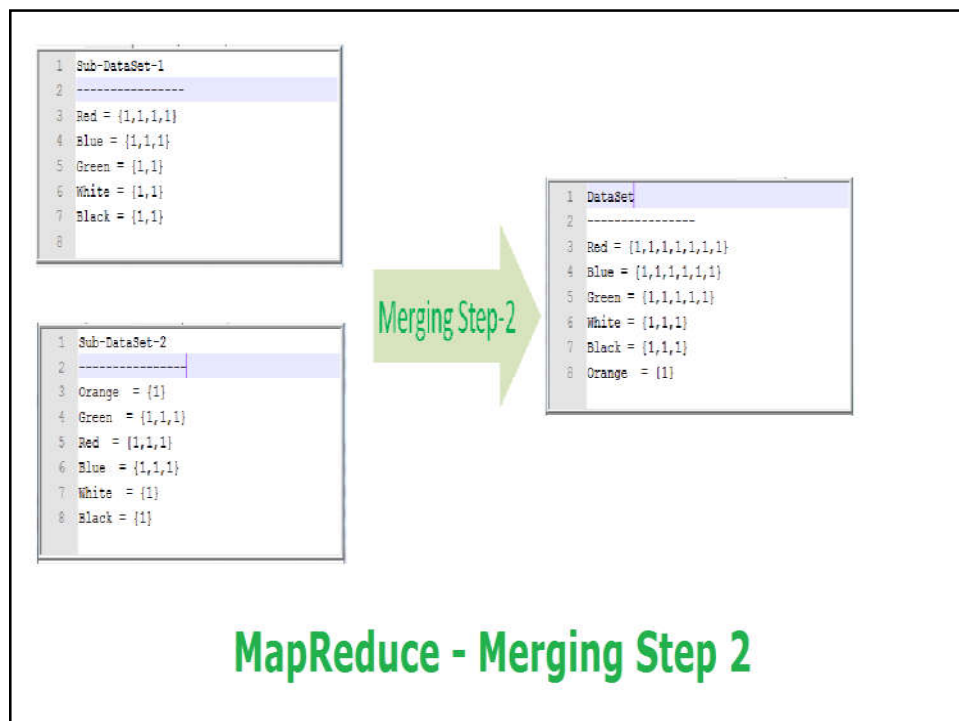 1 Sub-DataSet-1
2 ----------------
3 Red = {1,1,1,1}
4 Blue = {1,1,1}
5 Green = {1,1}
6 White = {1,1}
7 Black = {1,1}
8
1 Sub-DataSet-2
2 ----------------
3 Orange = {1}
4 Green = {1,1,1}
5 Red = {1,1,1}
6 Blue = {1,1,1}
7 White = {1}
8 Black = {1}
Merging Step-2
1 DataSet
2 ----------------
3 Red = {1,1,1,1,1,1,1}
4 Blue = {1,1,1,1,1,1}
5 Green = {1,1,1,1,1}
6 White = {1,1,1}
7 Black = {1,1,1}
8 Orange = {1}
MapReduce - Merging Step 2